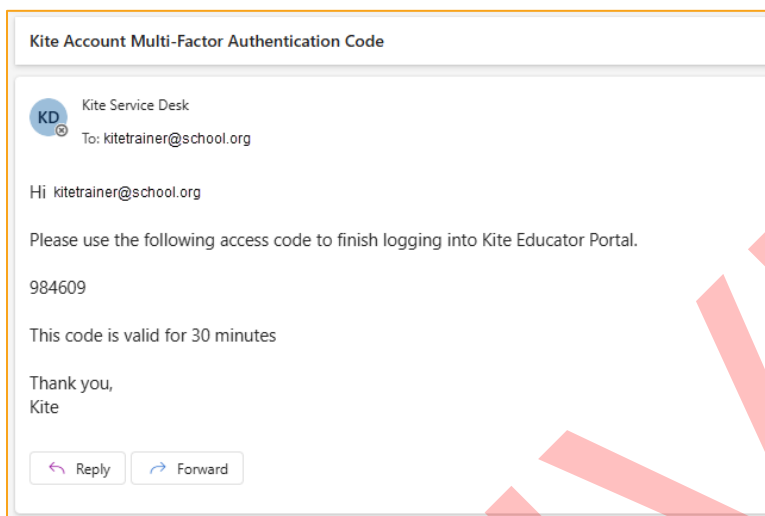 Kite Account Multi-Factor Authentication Code
KD
Kite Service Desk
To: kitetrainer@school.org
Hi kitetrainer@school.org
Please use the following access code to finish logging into Kite Educator Portal.
984609
This code is valid for 30 minutes
Thank you,
Kite
Reply
Forward